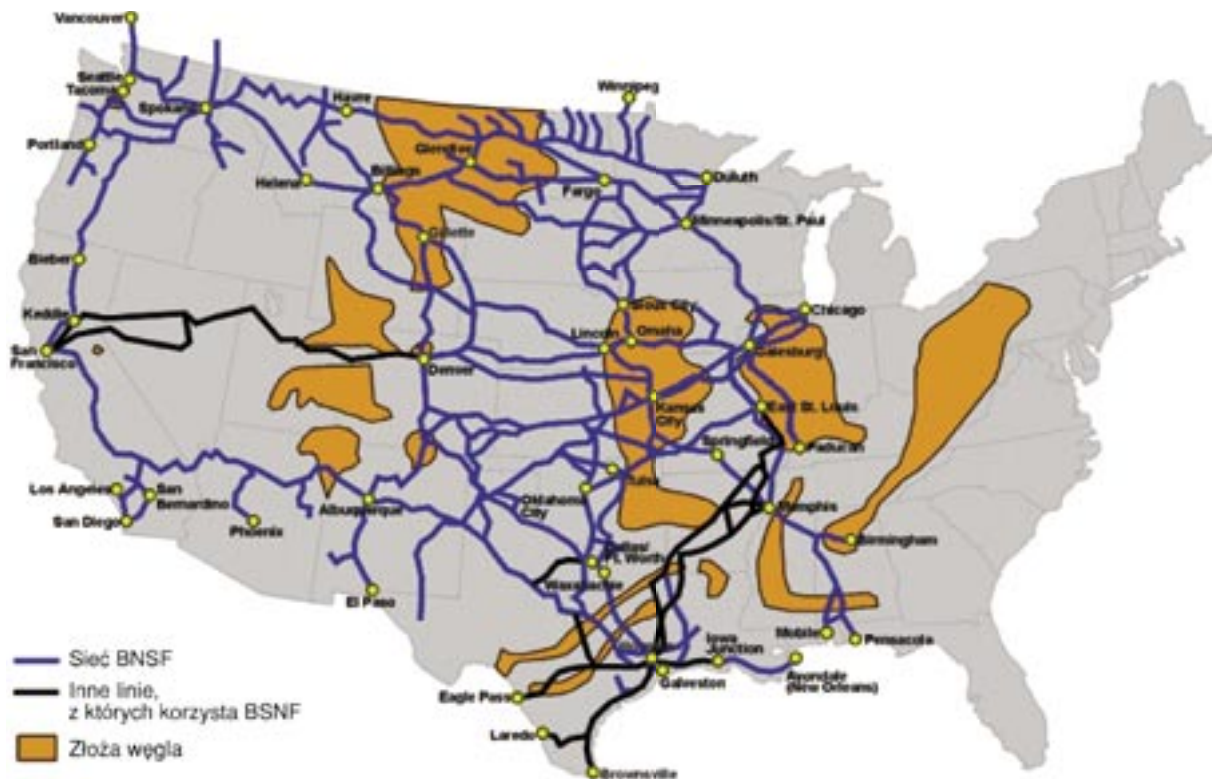 Vancouver
Seattle
Tacoma
Spokane
Portland
Havre
Winnipeg
Glendive
Helena
Billings
Fargo
Duluth
Minneapolis/St. Paul
Gillette
Bieber
Keddie
San
Francisco
Sioux City
Chicago
Lincoln
Omaha
Galesburg
Denver
Kansas
City
East St. Louis
Springfield
Paducah
Tulsa
Los Angeles
San
Bernardino
San Diego
Phoenix
Albuquerque
Oklahoma
City
Memphis
Birmingham
Dallas/
Ft. Worth
Waxahachie
El Paso
Mobile
Pensacola
Iowa
Junction
Galveston
Avondale
(New Orleans)
Eagle Pass
Laredo
Brownsville
Sieć BNSF
Inne linie,
z których korzysta BSNF
Złoża węgla